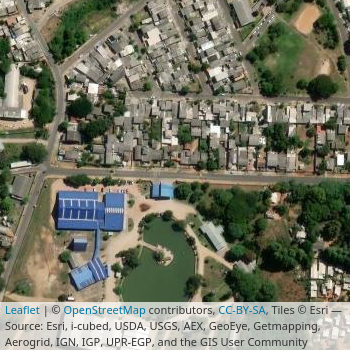 Leaflet | © OpenStreetMap contributors, CC-BY-SA, Tiles © Esri —
Source: Esri, i-cubed, USDA, USGS, AEX, GeoEye, Getmapping,
Aerogrid, IGN, IGP, UPR-EGP, and the GIS User Community